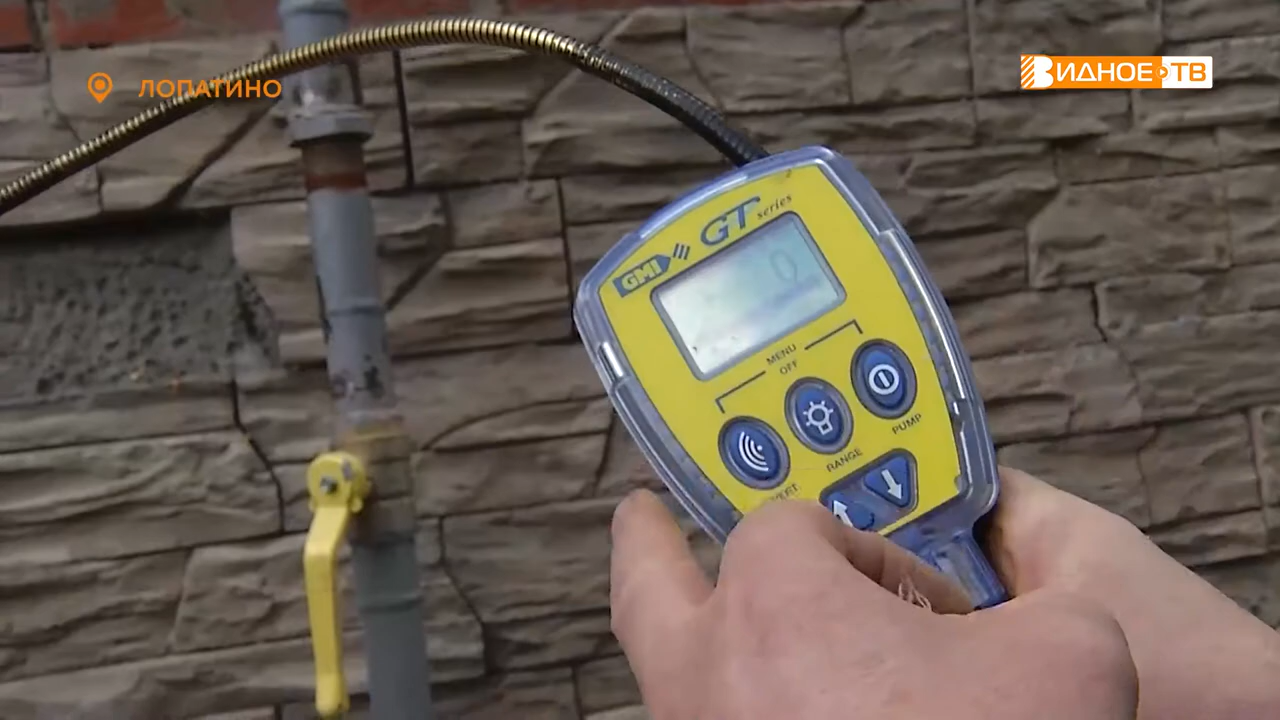 ЛОПАТИНО
ВИДНОЕ ТВ
GMI GT series
0
MENU
OFF
RANGE
PUMP